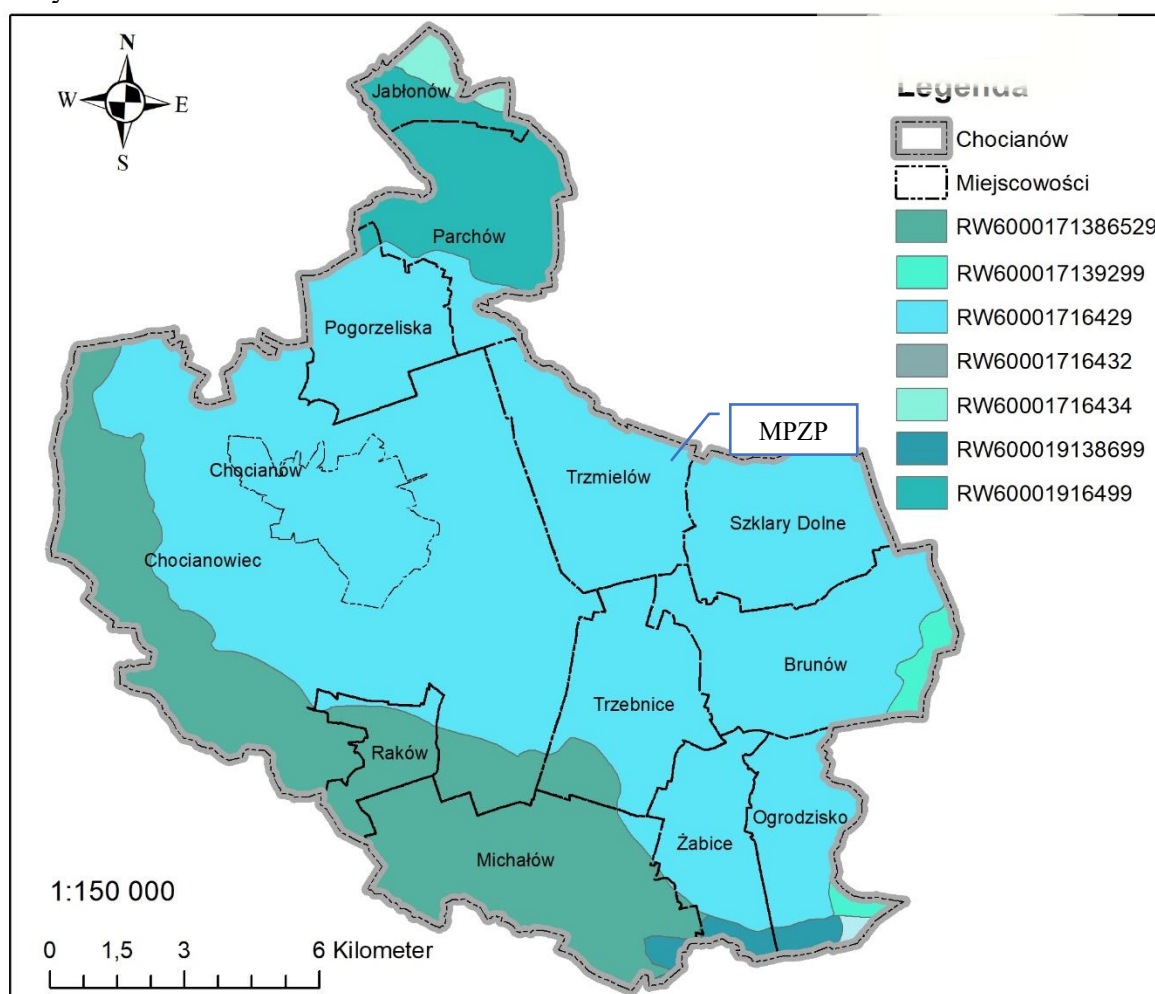 N
W E
S
Legenda
Chocianów
Miejscowości
RW6000171386529
RW600017139299
RW60001716429
RW60001716432
RW60001716434
RW600019138699
RW60001916499
Jabłonów
Parchów
Pogorzeliska
MPZP
Chocianów
Trzmielów
Szklary Dolne
Chocianowiec
Brunów
Trzebnice
Raków
Ogrodzisko
Żabice
Michałów
1:150 000
0 1,5 3 6 Kilometer